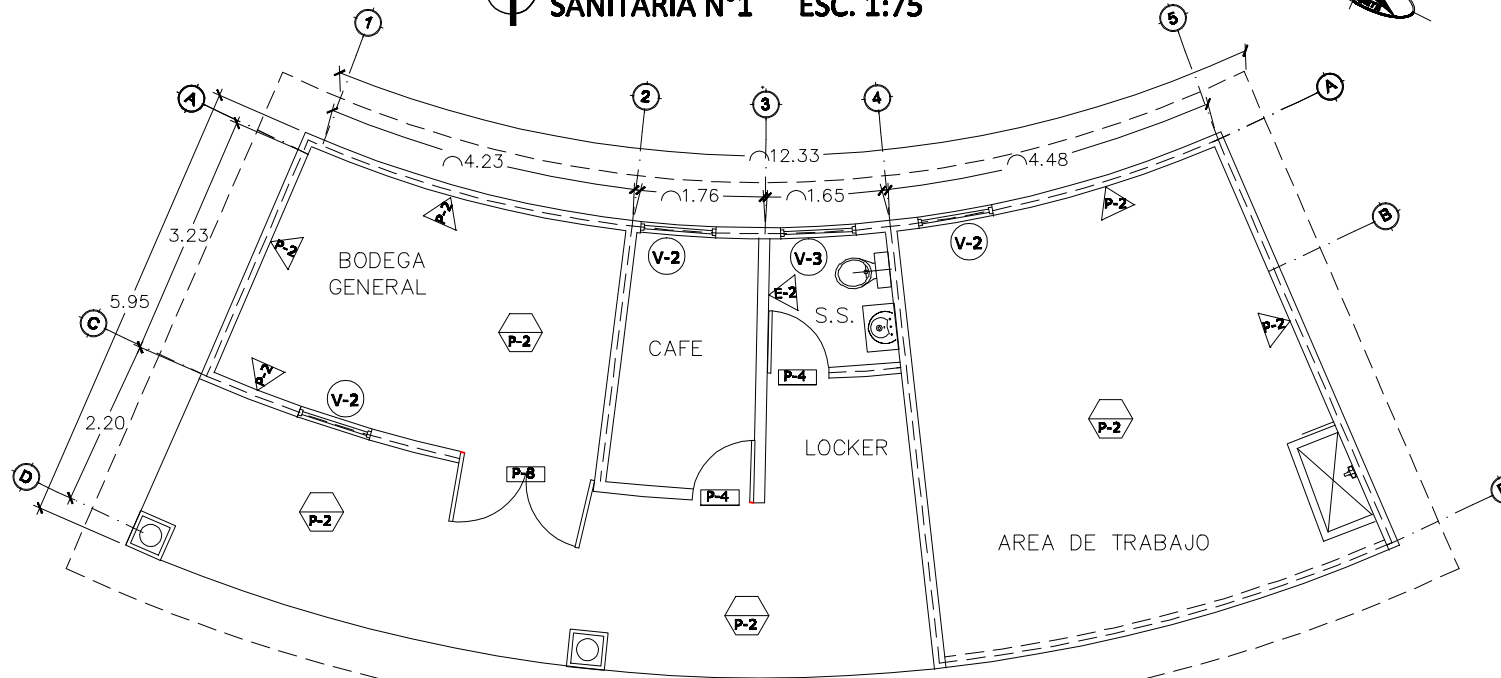 SANITARIA N°1 ESC. 1:75
1
5
2
3
4
A
A
12.33
4.23
4.48
1.76
1.65
P-2
P-2
B
3.23
P-2
V-2
V-3
V-2
BODEGA
GENERAL
E-2
S.S.
5.95
C
P-2
P-2
CAFE
P-2
P-4
V-2
P-2
2.20
LOCKER
D
P-8
P-4
P-2
AREA DE TRABAJO
P-2